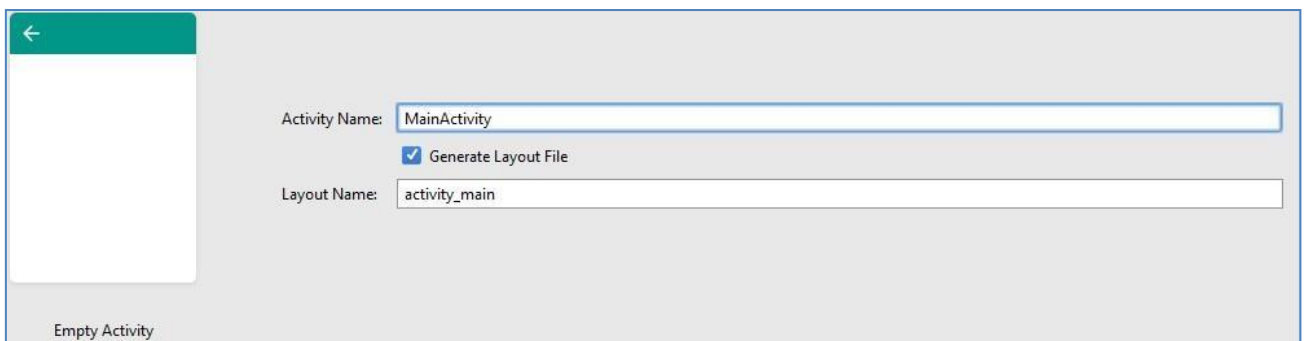 Activity Name: MainActivity
Generate Layout File
Layout Name: activity_main
Empty Activity